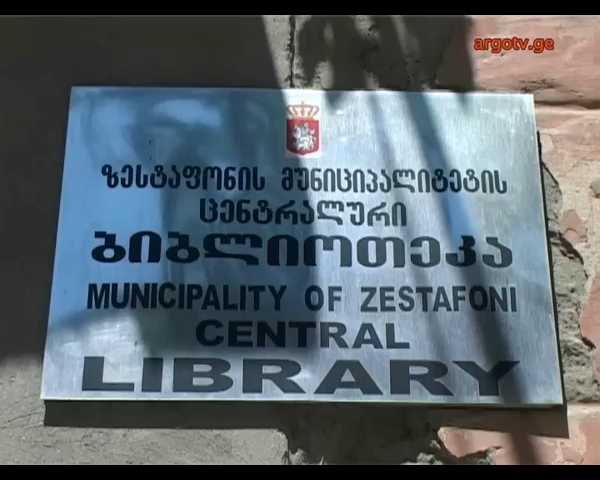 argotv.ge
ზესტაფონის მუნიციპალიტეტის
ცენტრალური
ბიბლიოთეკა
MUNICIPALITY OF ZESTAFONI
CENTRAL
LIBRARY